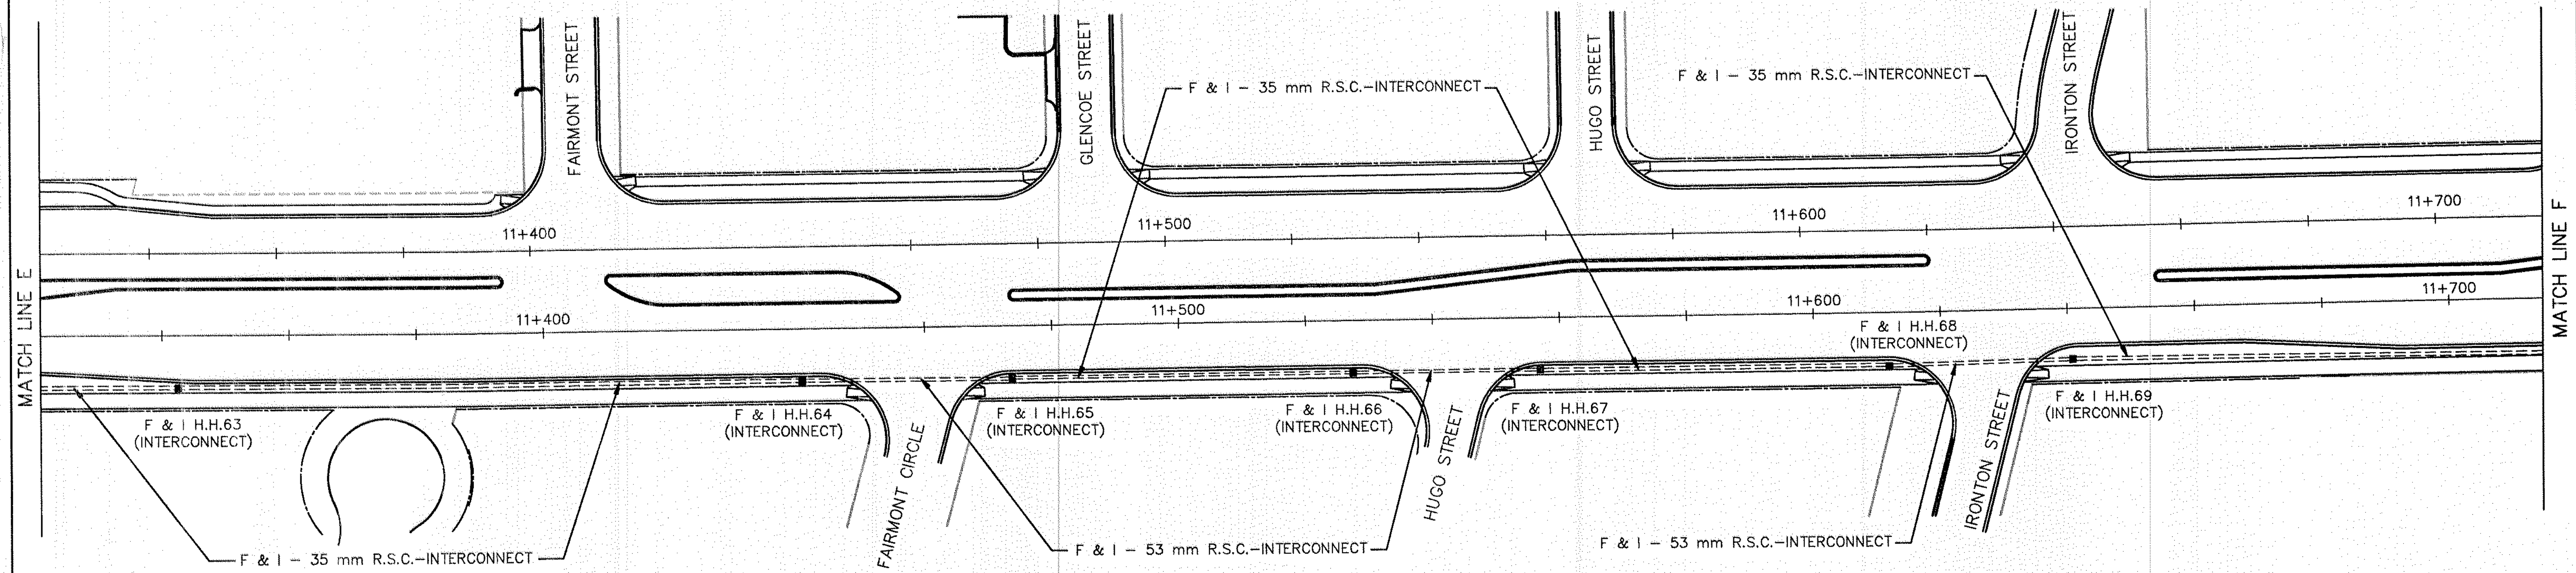 FAIRMONT STREET
GLENCOE STREET
HUGO STREET
IRONTON STREET
F & I – 35 mm R.S.C.–INTERCONNECT
F & I – 35 mm R.S.C.–INTERCONNECT
11+400
11+500
11+600
11+700
MATCH LINE E
MATCH LINE F
11+400
11+500
11+600
11+700
F & I H.H.68
(INTERCONNECT)
F & I H.H.63
(INTERCONNECT)
F & I H.H.64
(INTERCONNECT)
F & I H.H.65
(INTERCONNECT)
F & I H.H.66
(INTERCONNECT)
F & I H.H.67
(INTERCONNECT)
F & I H.H.69
(INTERCONNECT)
FAIRMONT CIRCLE
HUGO STREET
IRONTON STREET
F & I – 35 mm R.S.C.–INTERCONNECT
F & I – 53 mm R.S.C.–INTERCONNECT
F & I – 53 mm R.S.C.–INTERCONNECT